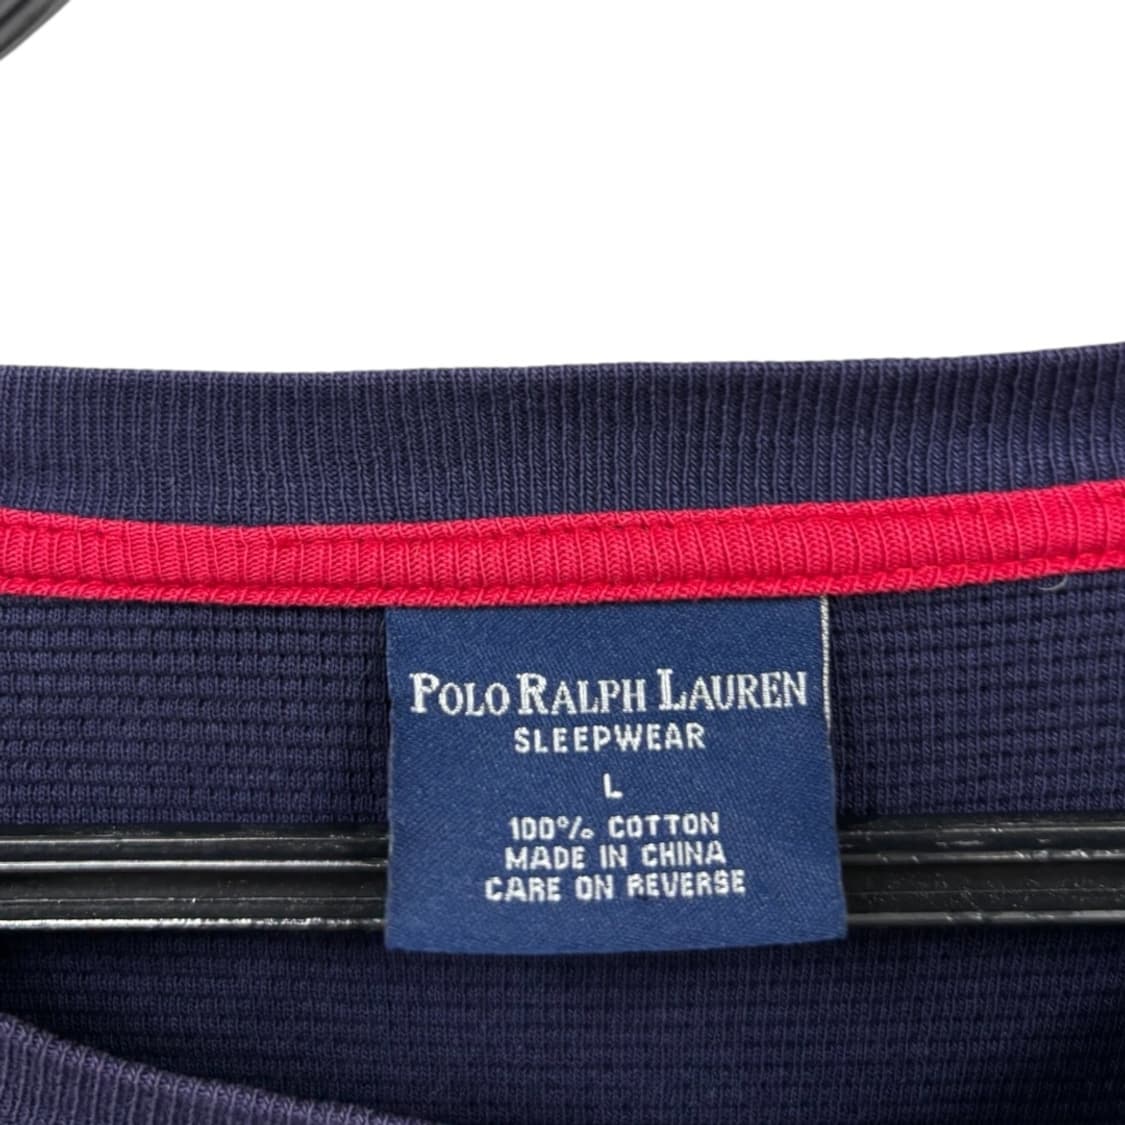 POLO RALPH LAUREN
SLEEPWEAR
L
100% COTTON
MADE IN CHINA
CARE ON REVERSE